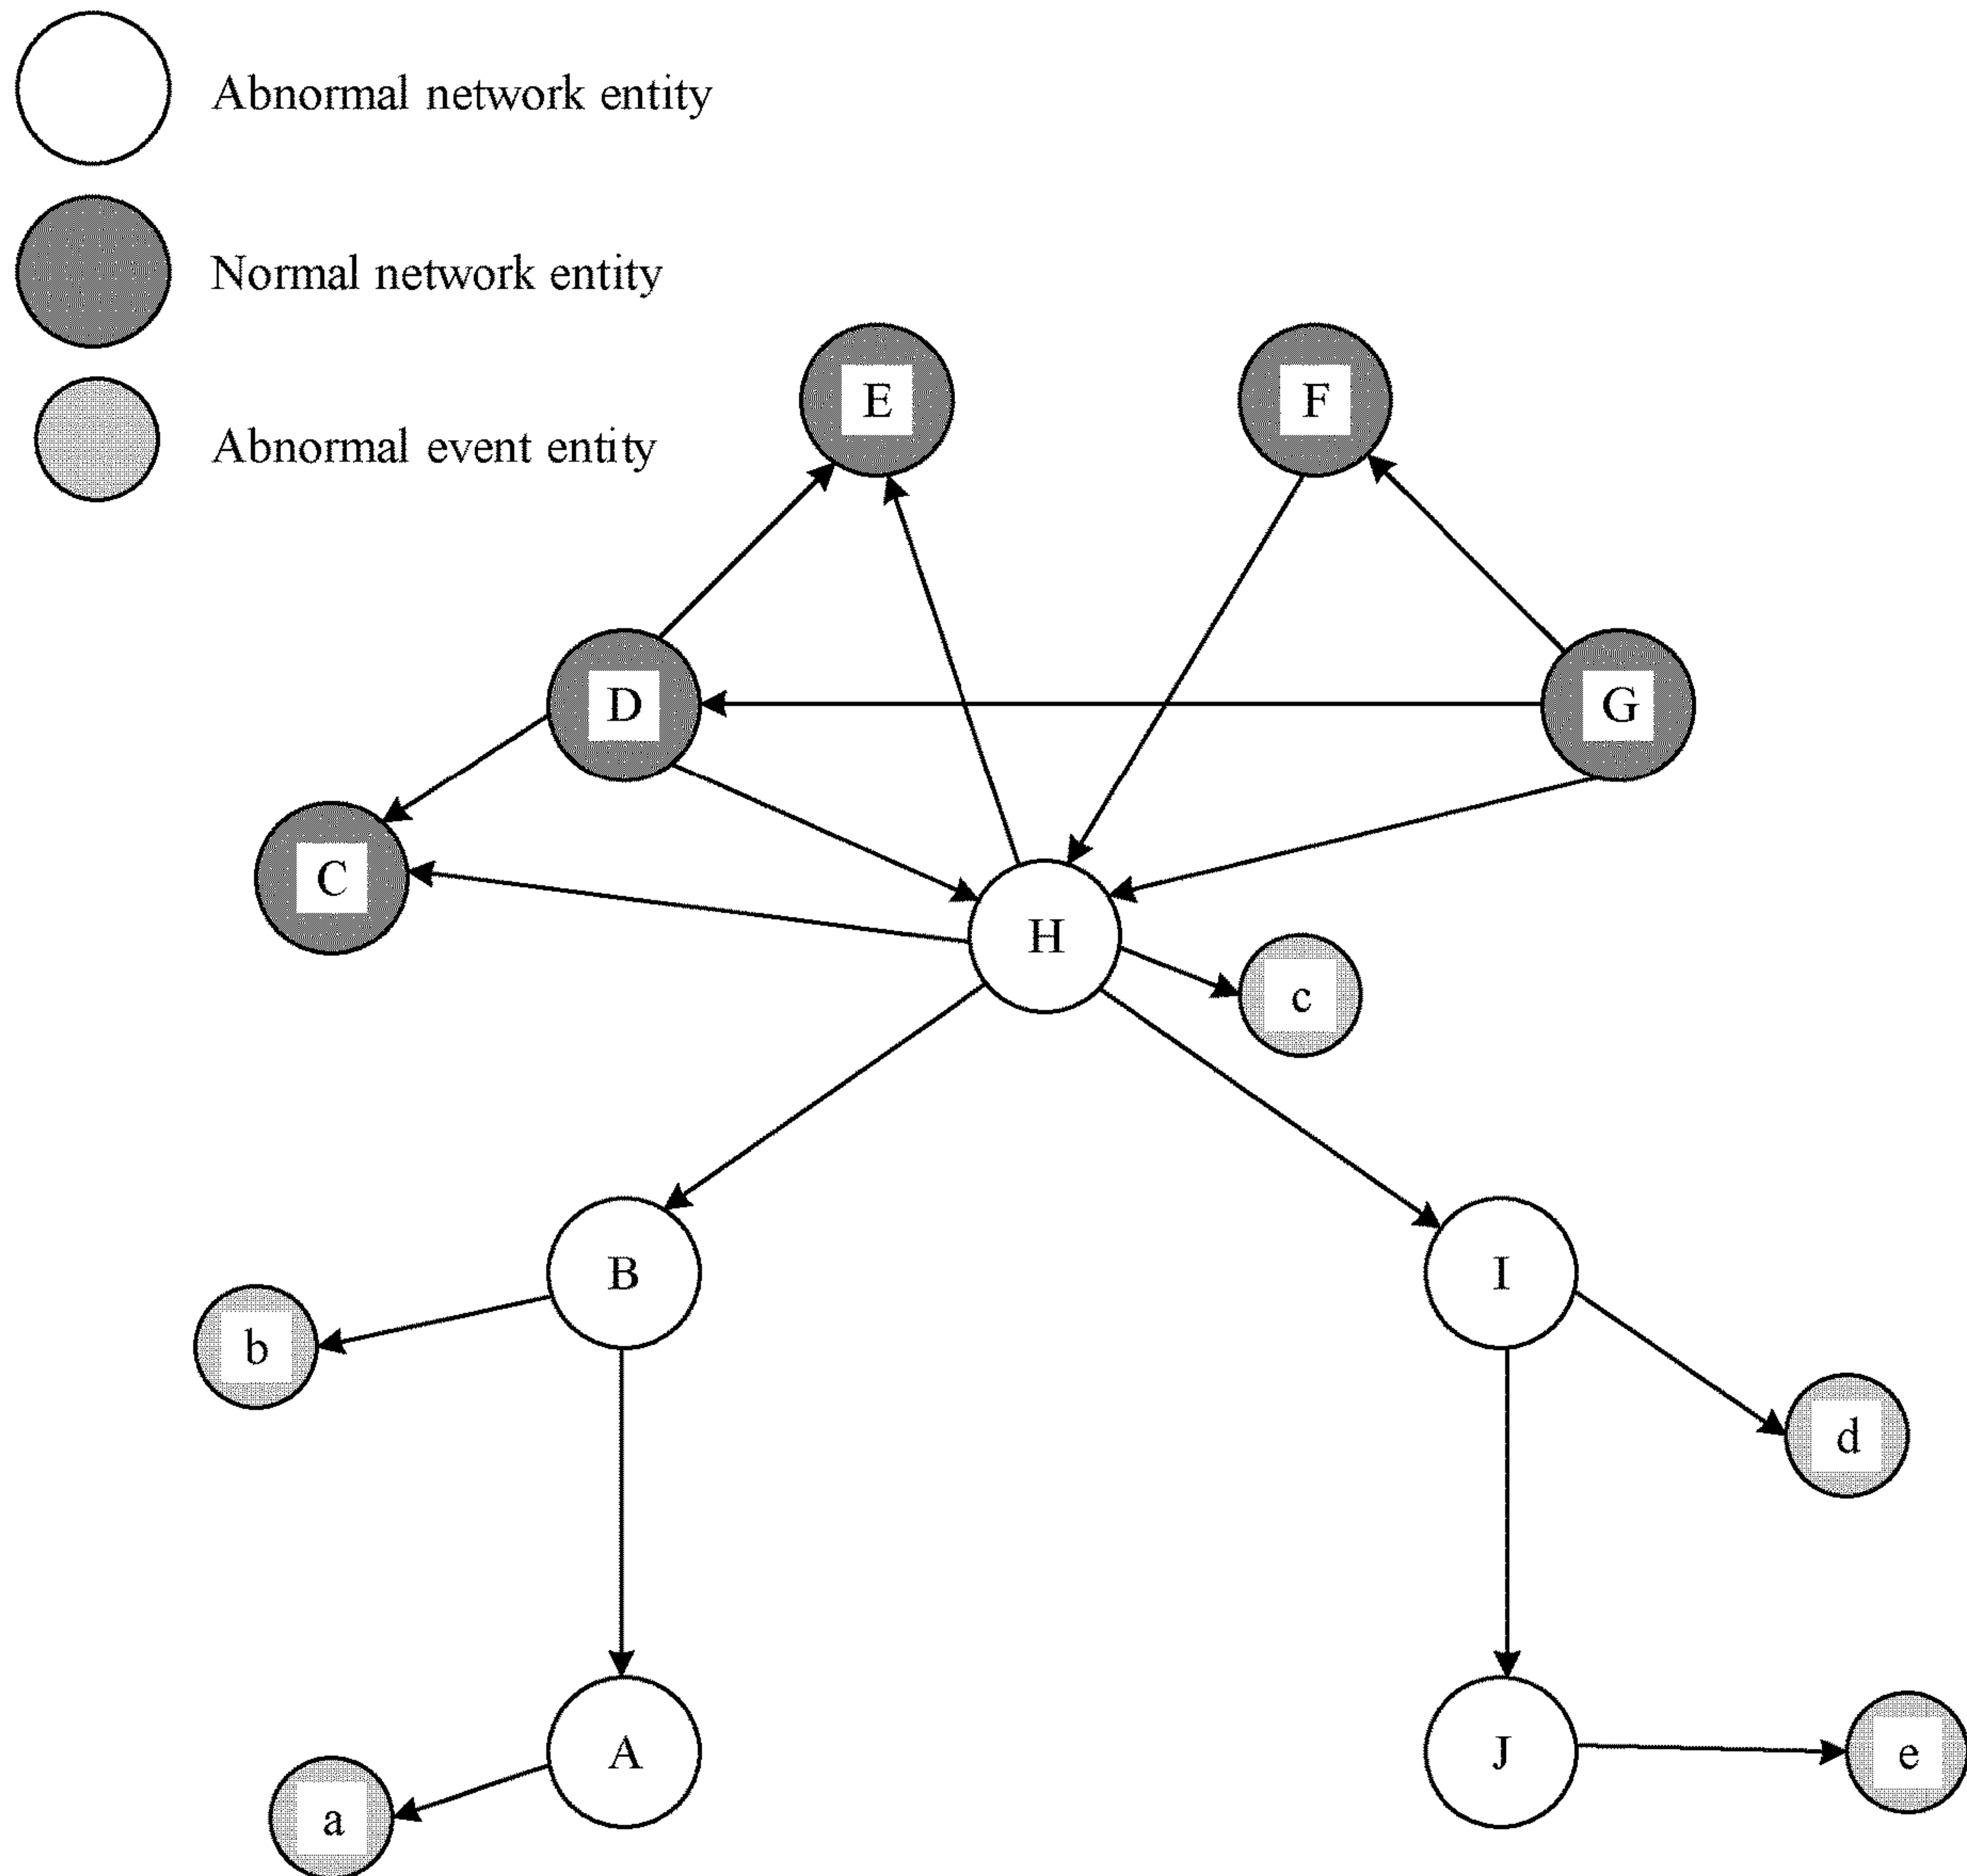 Abnormal network entity
Normal network entity
Abnormal event entity
E
F
D
G
C
H
c
B
I
b
d
A
J
e
a